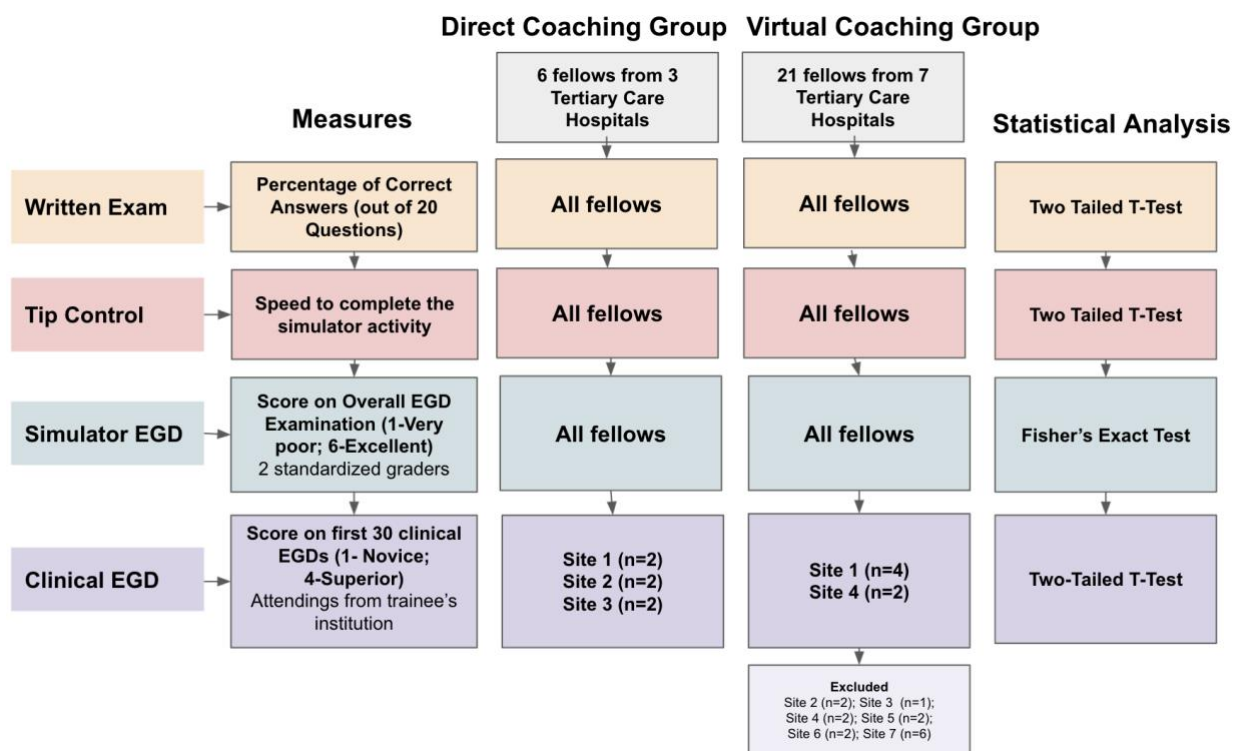 Direct Coaching Group
Virtual Coaching Group
6 fellows from 3
Tertiary Care
Hospitals
21 fellows from 7
Tertiary Care
Hospitals
Measures
Statistical Analysis
Written Exam
Percentage of Correct
Answers (out of 20
Questions)
All fellows
All fellows
Two Tailed T-Test
Tip Control
Speed to complete the
simulator activity
All fellows
All fellows
Two Tailed T-Test
Simulator EGD
Score on Overall EGD
Examination (1-Very
poor; 6-Excellent)
2 standardized graders
All fellows
All fellows
Fisher's Exact Test
Clinical EGD
Score on first 30 clinical
EGDs (1- Novice;
4-Superior)
Attendings from trainee's
institution
Site 1 (n=2)
Site 2 (n=2)
Site 3 (n=2)
Site 1 (n=4)
Site 4 (n=2)
Two-Tailed T-Test
Excluded
Site 2 (n=2); Site 3 (n=1);
Site 4 (n=2); Site 5 (n=2);
Site 6 (n=2); Site 7 (n=6)